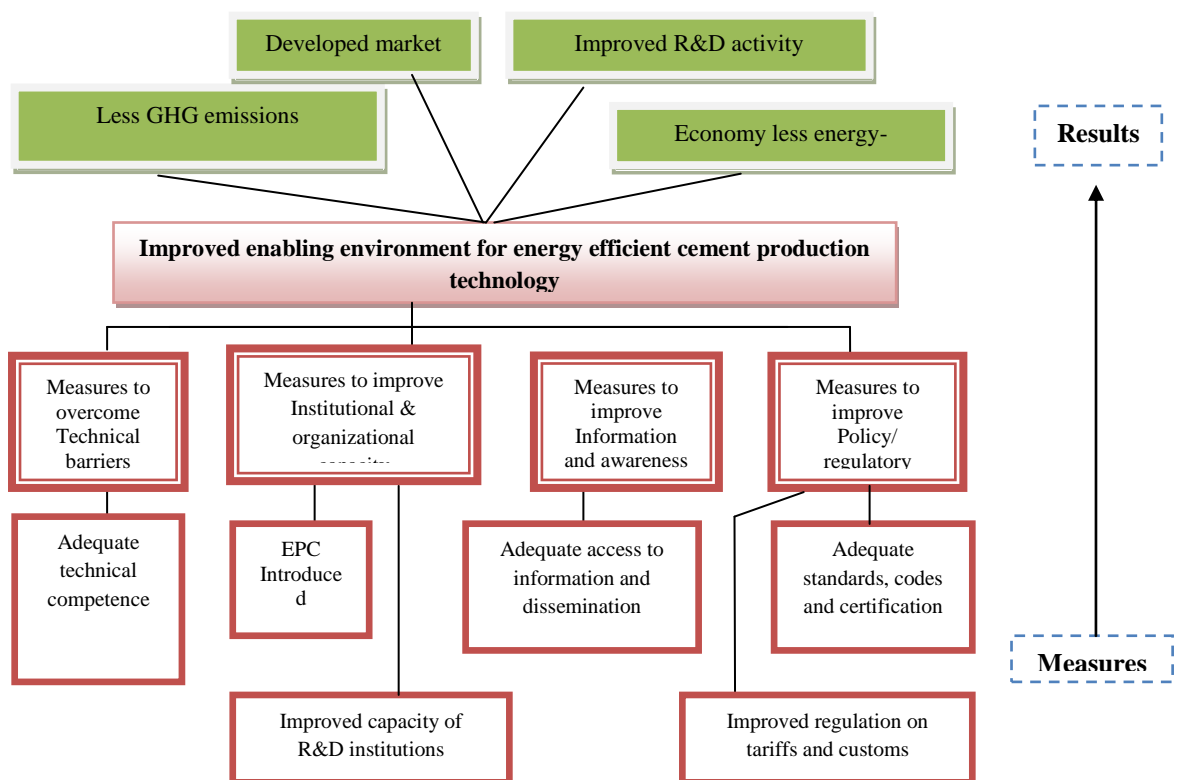 Developed market
Improved R&D activity
Less GHG emissions
Economy less energy-
Results
Improved enabling environment for energy efficient cement production
technology
Measures to
overcome
Technical
barriers
Measures to improve
Institutional &
organizational
capacity
Measures to
improve
Information
and awareness
Measures to
improve
Policy/
regulatory
Adequate
technical
competence
EPC
Introduce
d
Adequate access to
information and
dissemination
Adequate
standards, codes
and certification
Measures
Improved capacity of
R&D institutions
Improved regulation on
tariffs and customs